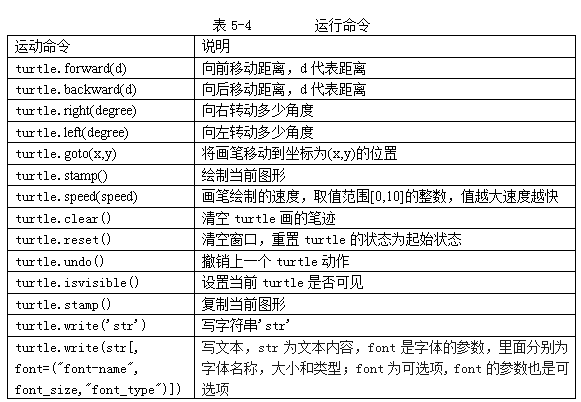 表 5-4 运行命令
运动命令 说明
turtle.forward(d) 向前移动距离，d 代表距离
turtle.backward(d) 向后移动距离，d 代表距离
turtle.right(degree) 向右转动多少角度
turtle.left(degree) 向左转动多少角度
turtle.goto(x,y) 将画笔移动到坐标为(x,y)的位置
turtle.stamp() 绘制当前图形
turtle.speed(speed) 画笔绘制的速度，取值范围[0,10]的整数，值越大速度越快
turtle.clear() 清空 turtle 画的笔迹
turtle.reset() 清空窗口，重置 turtle 的状态为起始状态
turtle.undo() 撤销上一个 turtle 动作
turtle.isvisible() 设置当前 turtle 是否可见
turtle.stamp() 复制当前图形
turtle.write('str') 写字符串'str'
turtle.write(str[, 写文本，str 为文本内容，font 是字体的参数，里面分别为
font=("font-name", 字体名称，大小和类型；font 为可选项, font 的参数也是可
font_size,"font_type")]) 选项